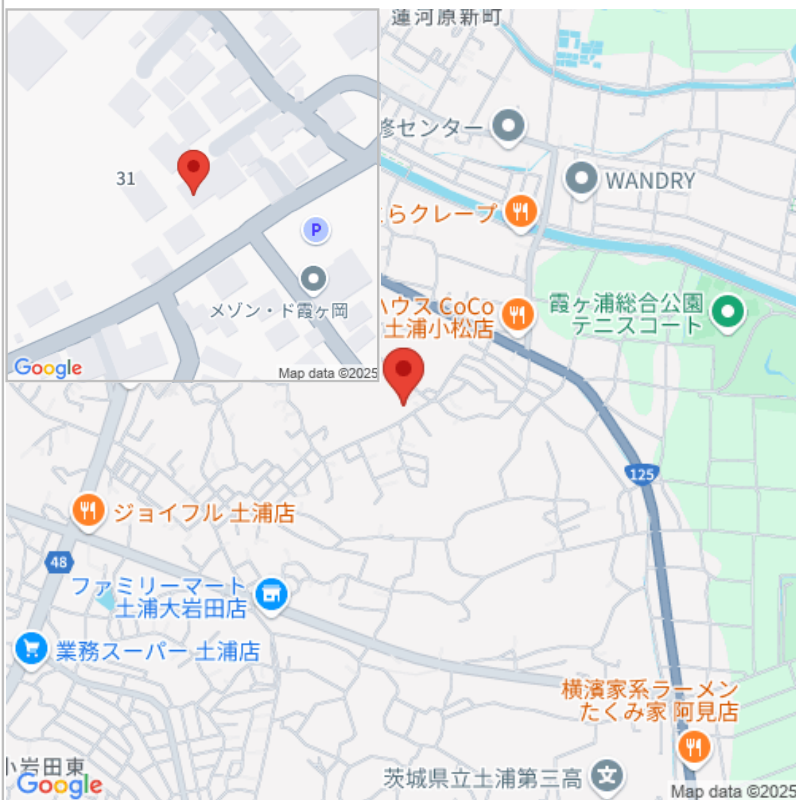 蓮河原新町
修センター
WANDRY
らクレープ
31
P
メゾン・ド霞ヶ岡
Google
Map data ©2025
ハウス CoCo
土浦小松店
霞ヶ浦総合公園
テニスコート
125
ジョイフル 土浦店
48
ファミリーマート
土浦大岩田店
業務スーパー 土浦店
横濱家系ラーメン
たくみ家 阿見店
小岩田東
Google
茨城県立土浦第三高
文
Map data ©2025